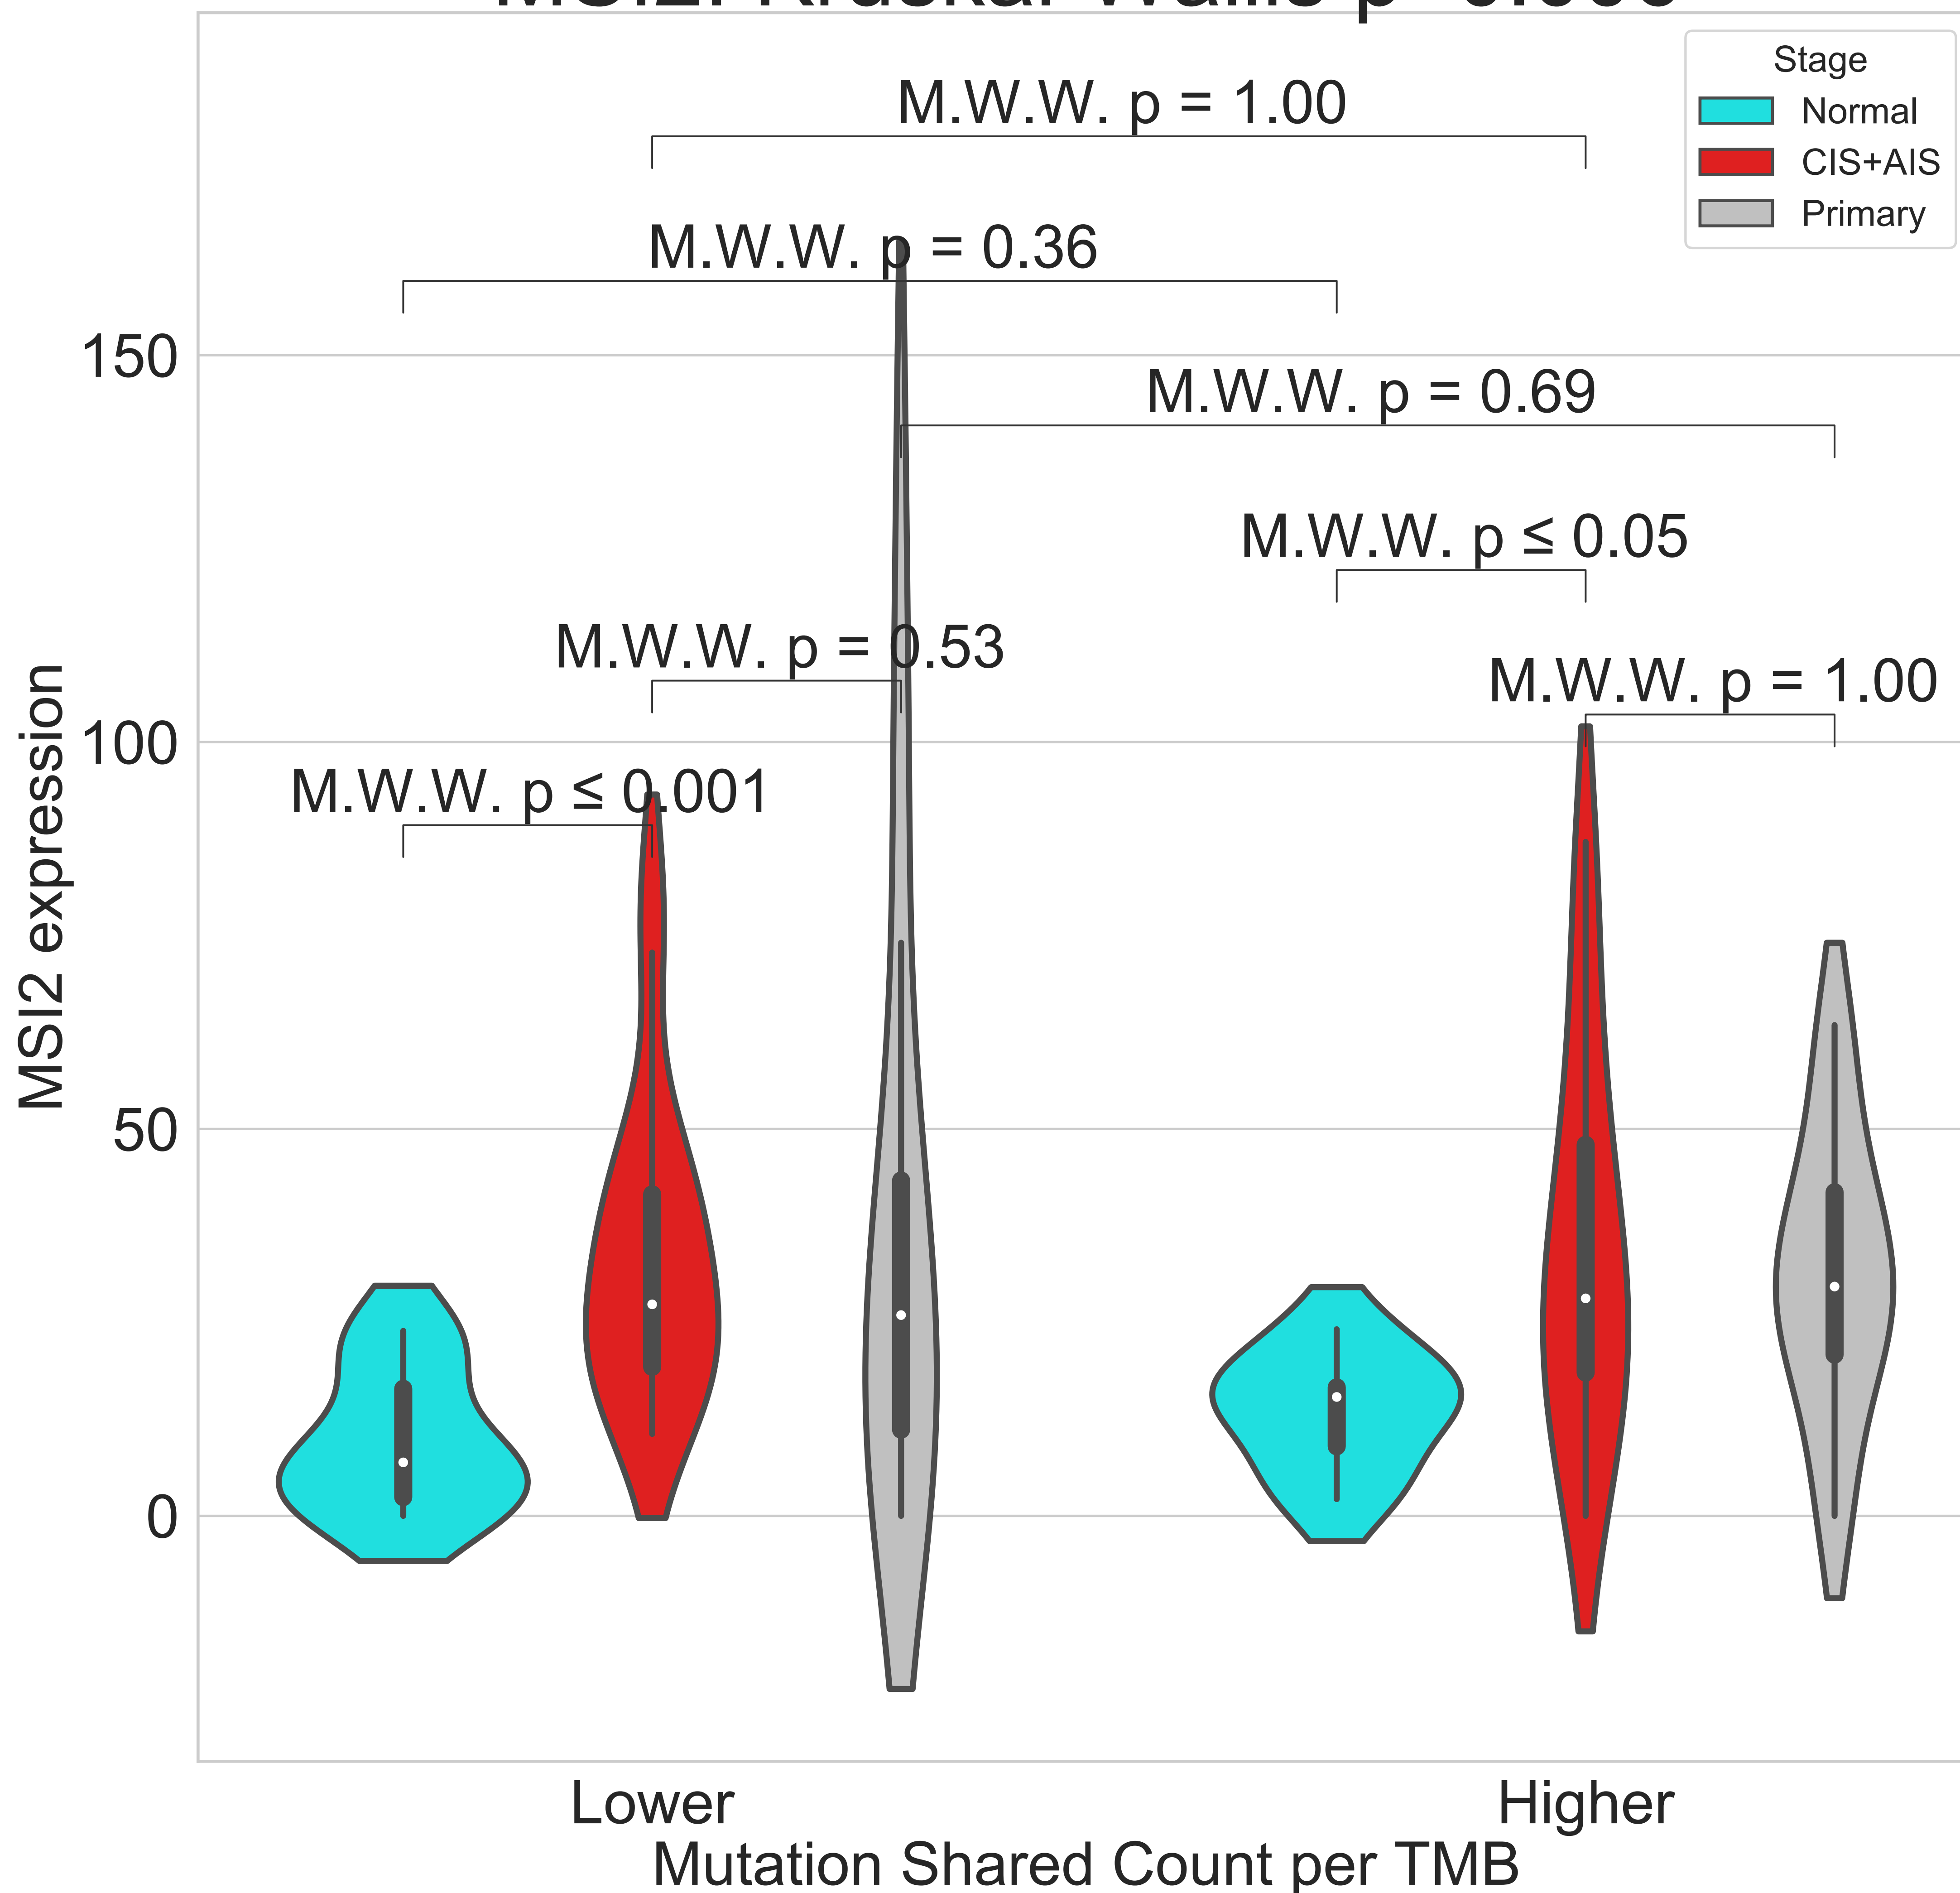 Stage
Normal
CIS+AIS
Primary
M.W.W. p = 1.00
M.W.W. p = 0.36
M.W.W. p = 0.69
M.W.W. p ≤ 0.05
M.W.W. p = 0.53
M.W.W. p = 1.00
M.W.W. p ≤ 0.001
150
100
50
0
MSI2 expression
Lower
Higher
Mutation Shared Count per TMB